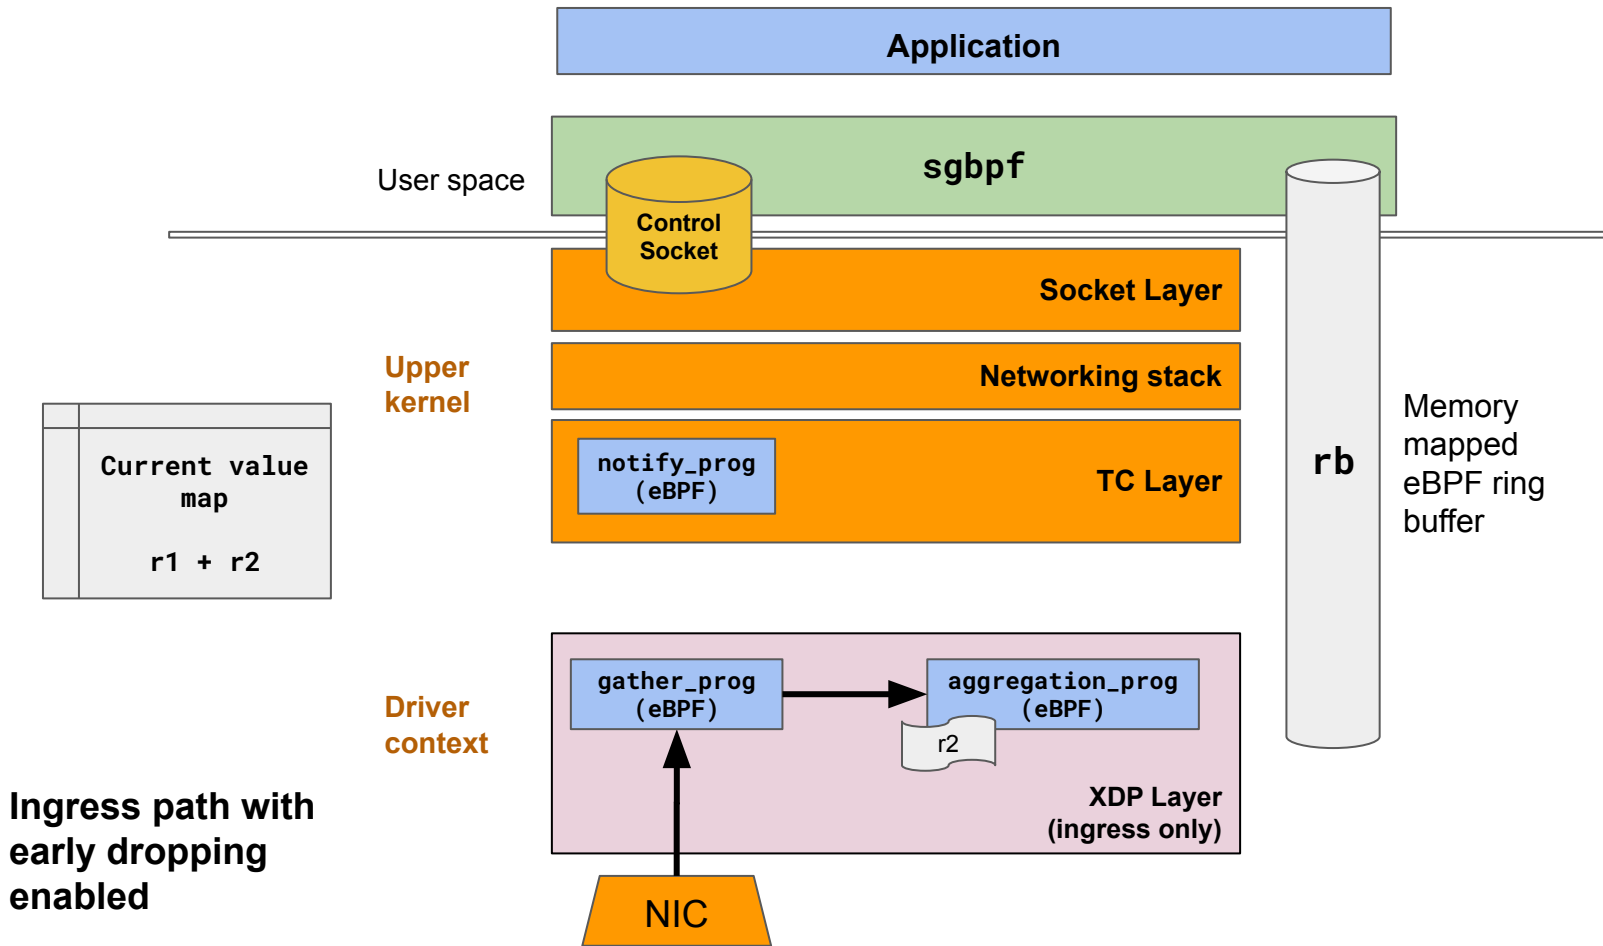 Application
sgbpf
User space
Control
Socket
Socket Layer
Upper
kernel
Networking stack
Current value
map
r1 + r2
notify_prog
(eBPF)
TC Layer
rb
Memory
mapped
eBPF ring
buffer
Driver
context
gather_prog
(eBPF)
aggregation_prog
(eBPF)
r2
XDP Layer
(ingress only)
Ingress path with
early dropping
enabled
NIC